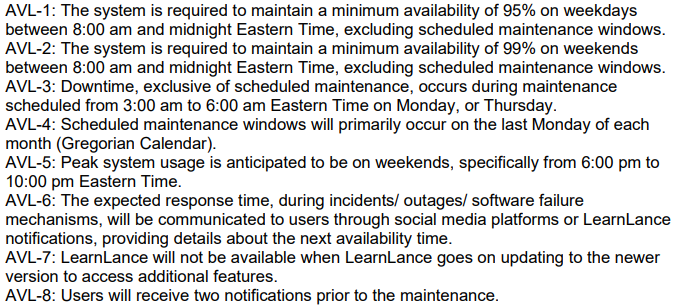 AVL-1: The system is required to maintain a minimum availability of 95% on weekdays
between 8:00 am and midnight Eastern Time, excluding scheduled maintenance windows.
AVL-2: The system is required to maintain a minimum availability of 99% on weekends
between 8:00 am and midnight Eastern Time, excluding scheduled maintenance windows.
AVL-3: Downtime, exclusive of scheduled maintenance, occurs during maintenance
scheduled from 3:00 am to 6:00 am Eastern Time on Monday, or Thursday.
AVL-4: Scheduled maintenance windows will primarily occur on the last Monday of each
month (Gregorian Calendar).
AVL-5: Peak system usage is anticipated to be on weekends, specifically from 6:00 pm to
10:00 pm Eastern Time.
AVL-6: The expected response time, during incidents/ outages/ software failure
mechanisms, will be communicated to users through social media platforms or LearnLance
notifications, providing details about the next availability time.
AVL-7: LearnLance will not be available when LearnLance goes on updating to the newer
version to access additional features.
AVL-8: Users will receive two notifications prior to the maintenance.